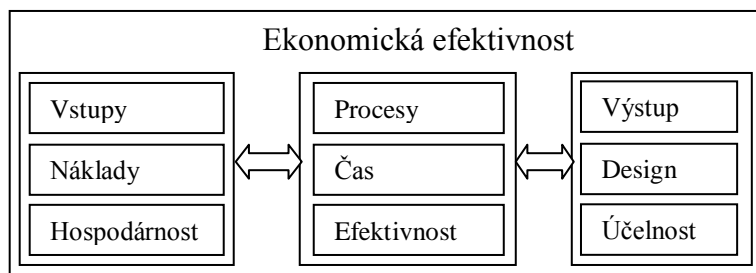 Ekonomická efektivnost
Vstupy
Náklady
Hospodárnost
Procesy
Čas
Efektivnost
Výstup
Design
Účelnost